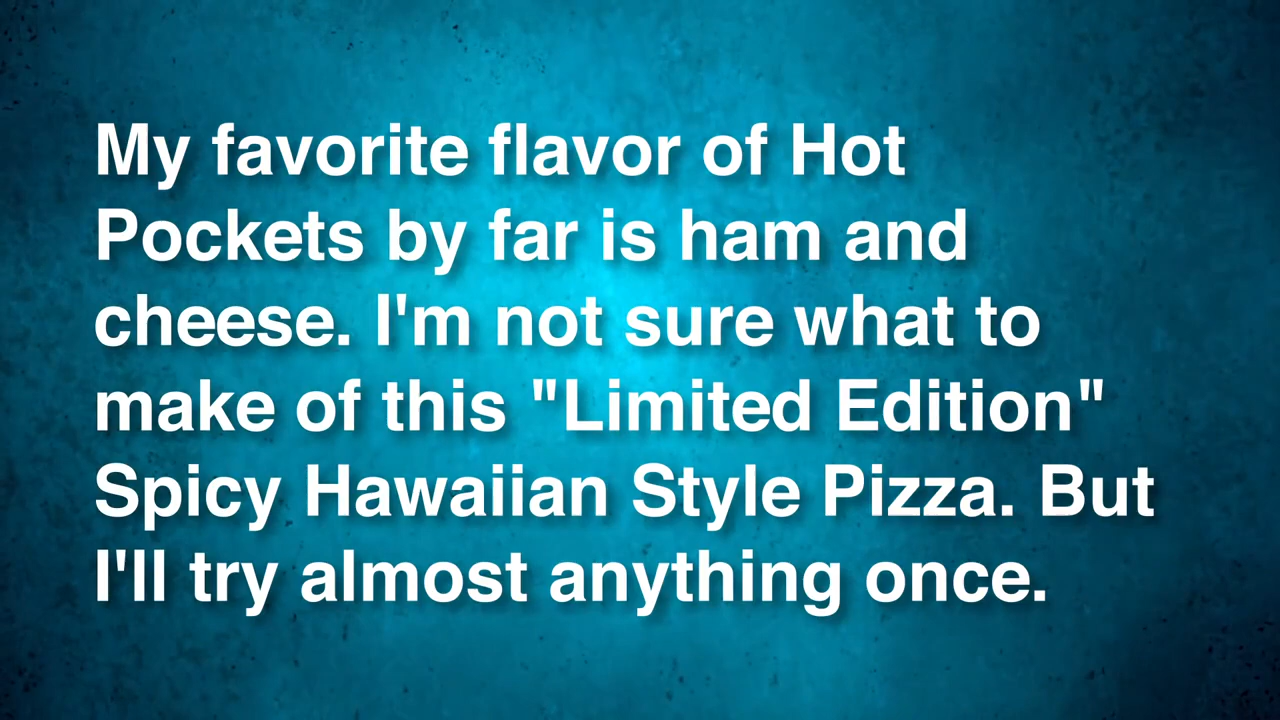 My favorite flavor of Hot
Pockets by far is ham and
cheese. I'm not sure what to
make of this "Limited Edition"
Spicy Hawaiian Style Pizza. But
I'll try almost anything once.